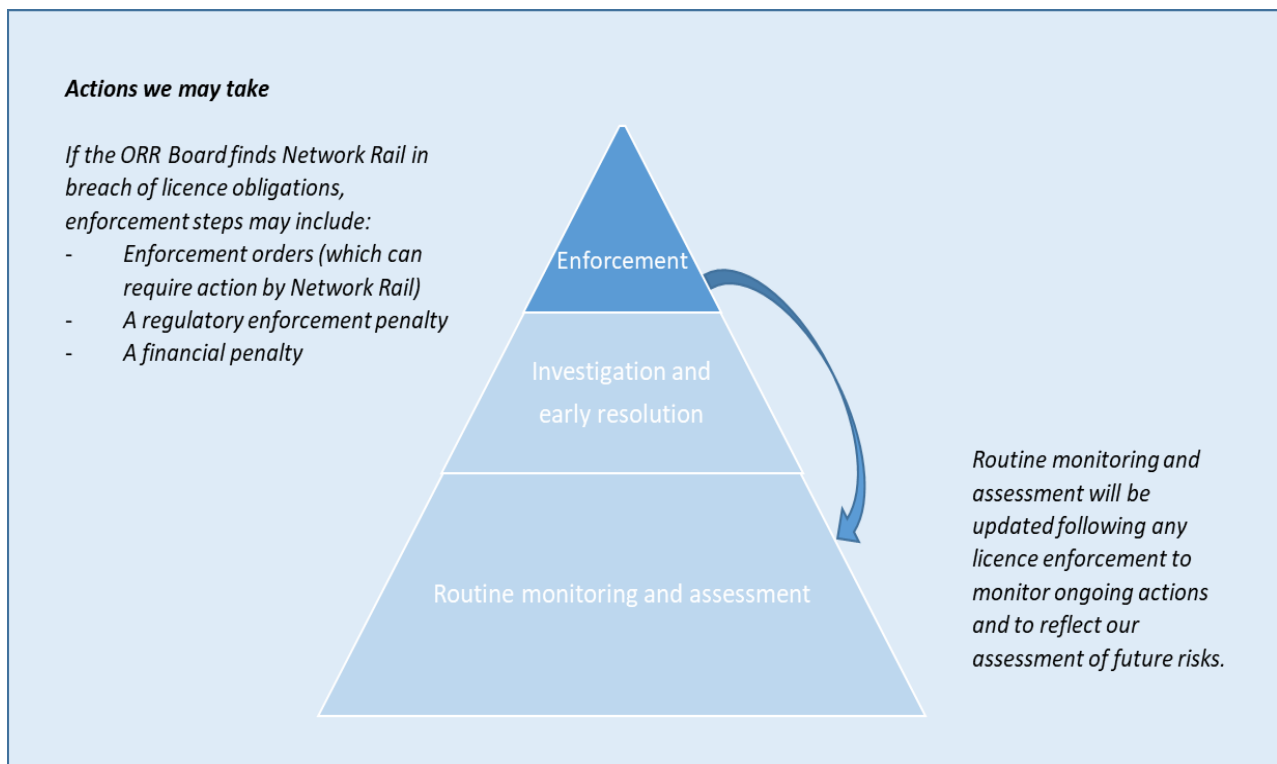 Actions we may take
If the ORR Board finds Network Rail in
breach of licence obligations,
enforcement steps may include:
- Enforcement orders (which can
require action by Network Rail)
- A regulatory enforcement penalty
- A financial penalty
Enforcement
Investigation and
early resolution
Routine monitoring and assessment
Routine monitoring and
assessment will be
updated following any
licence enforcement to
monitor ongoing actions
and to reflect our
assessment of future risks.